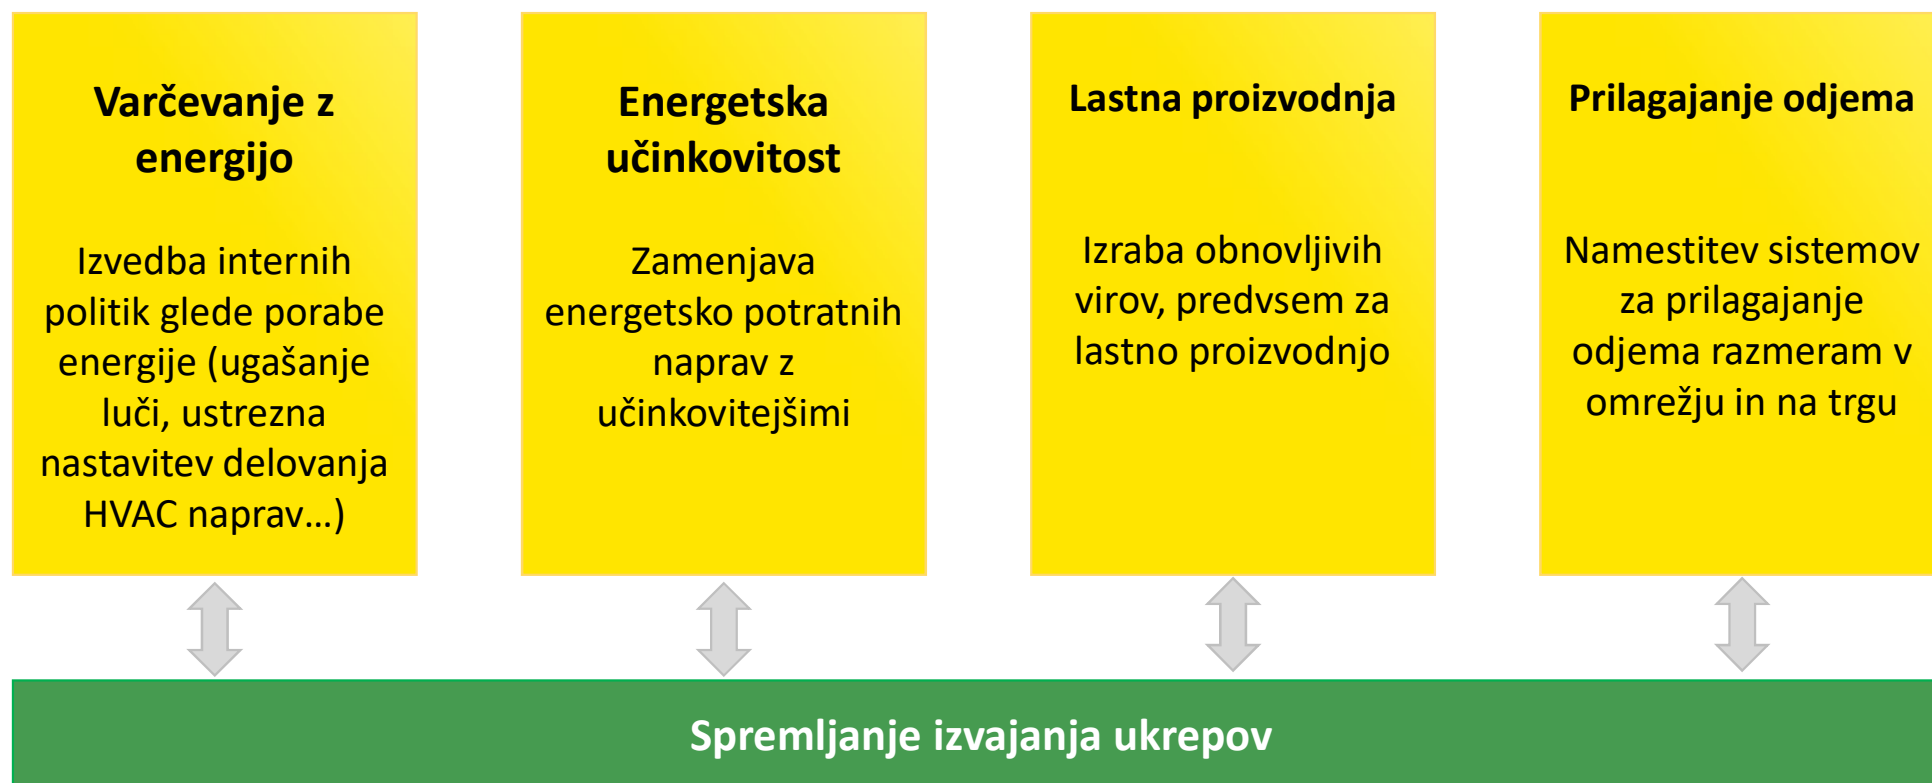 Varčevanje z
energijo
Izvedba internih
politik glede porabe
energije (ugašanje
luči, ustrezna
nastavitev delovanja
HVAC naprav…)
Energetska
učinkovitost
Zamenjava
energetsko potratnih
naprav z
učinkovitejšimi
Lastna proizvodnja
Izraba obnovljivih
virov, predvsem za
lastno proizvodnjo
Prilagajanje odjema
Namestitev sistemov
za prilagajanje
odjema razmeram v
omrežju in na trgu
Spremljanje izvajanja ukrepov